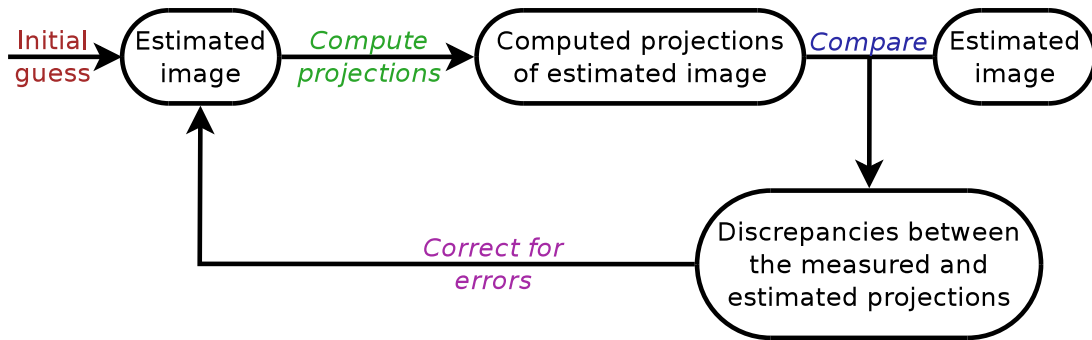 Initial
guess
Estimated
image
Compute
projections
Computed projections
of estimated image
Compare
Estimated
image
Discrepancies between
the measured and
estimated projections
Correct for
errors